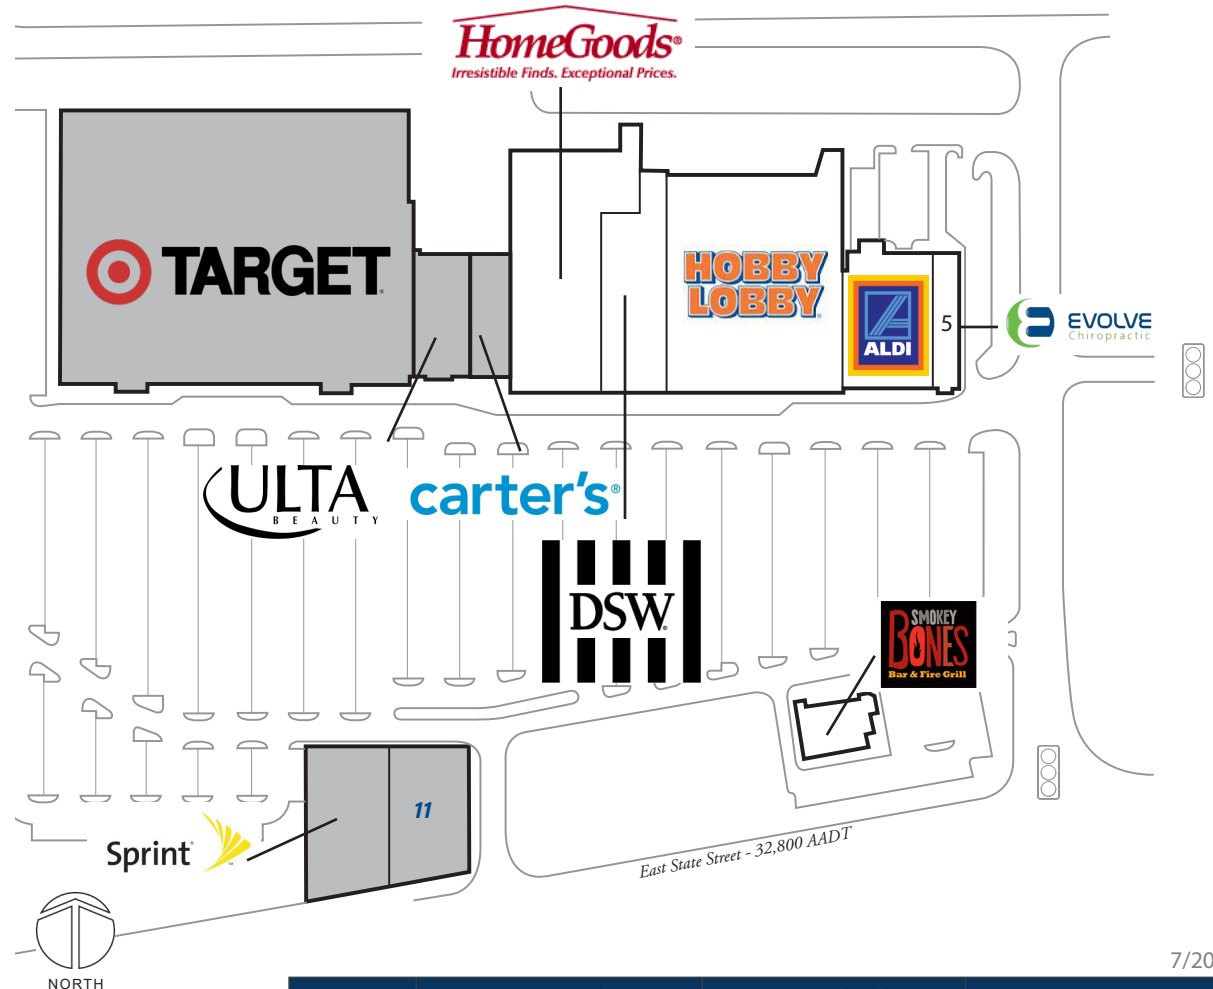 HomeGoods®
Irresistible Finds. Exceptional Prices.
TARGET
HOBBY
LOBBY®
ALDI
5
EVOLVE
Chiropractic
ULTA
BEAUTY
carter's®
DSW
SMOKEY
BONES
Bar & Fire Grill
11
Sprint
East State Street - 32,800 AADT
NORTH
7/20